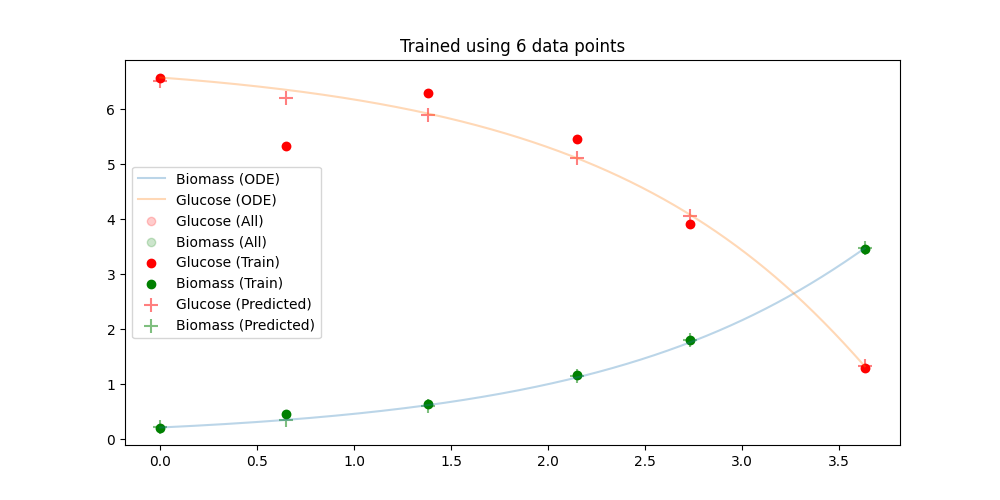 Trained using 6 data points
6
5
4
3
2
1
0
Biomass (ODE)
Glucose (ODE)
Glucose (All)
Biomass (All)
Glucose (Train)
Biomass (Train)
Glucose (Predicted)
Biomass (Predicted)
0.0 0.5 1.0 1.5 2.0 2.5 3.0 3.5